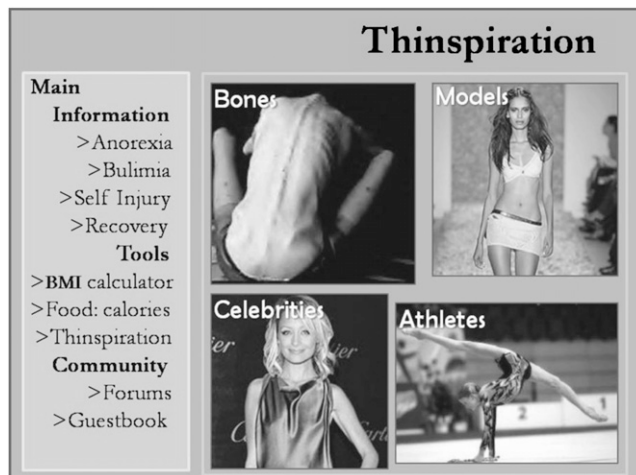 Thinspiration
Main
Information
>Anorexia
>Bulimia
>Self Injury
>Recovery
Tools
>BMI calculator
>Food: calories
>Thinspiration
Community
>Forums
>Guestbook
Bones
Models
Celebrities
Athletes
2
1